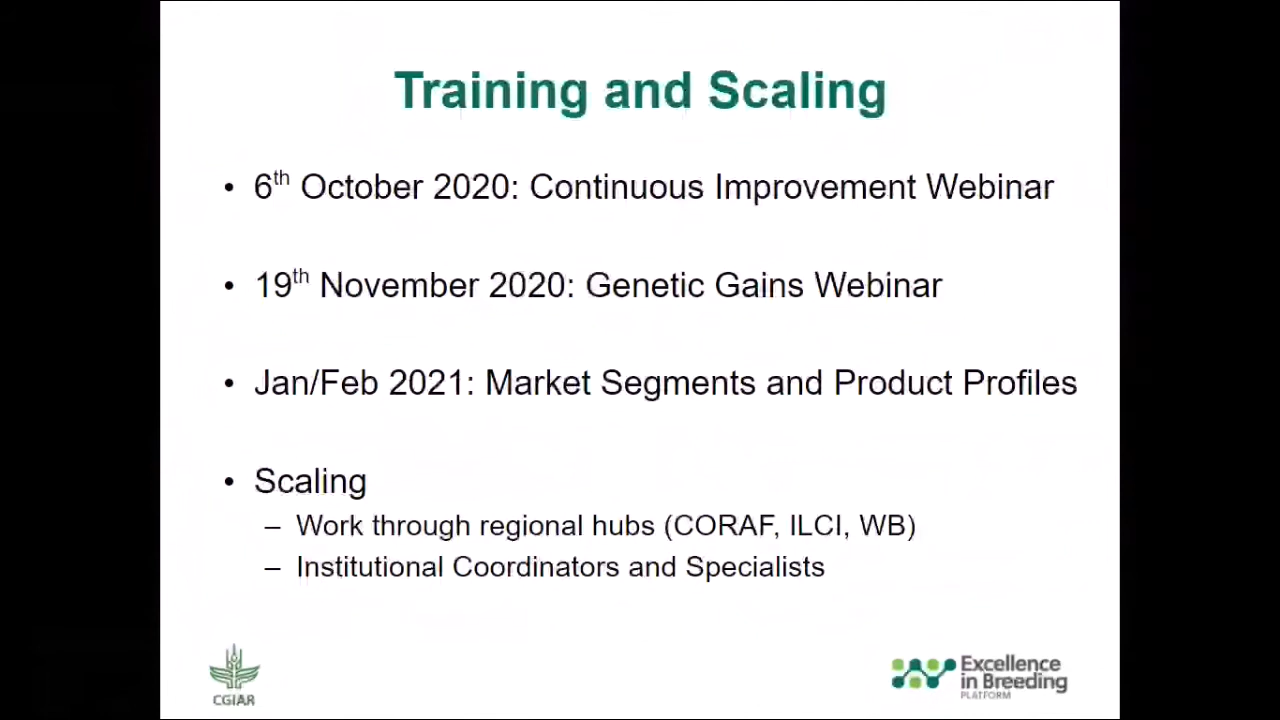 Training and Scaling
• 6th October 2020: Continuous Improvement Webinar
• 19th November 2020: Genetic Gains Webinar
• Jan/Feb 2021: Market Segments and Product Profiles
• Scaling
– Work through regional hubs (CORAF, ILCI, WB)
– Institutional Coordinators and Specialists
CGIAR
Excellence
in Breeding
PLATFORM